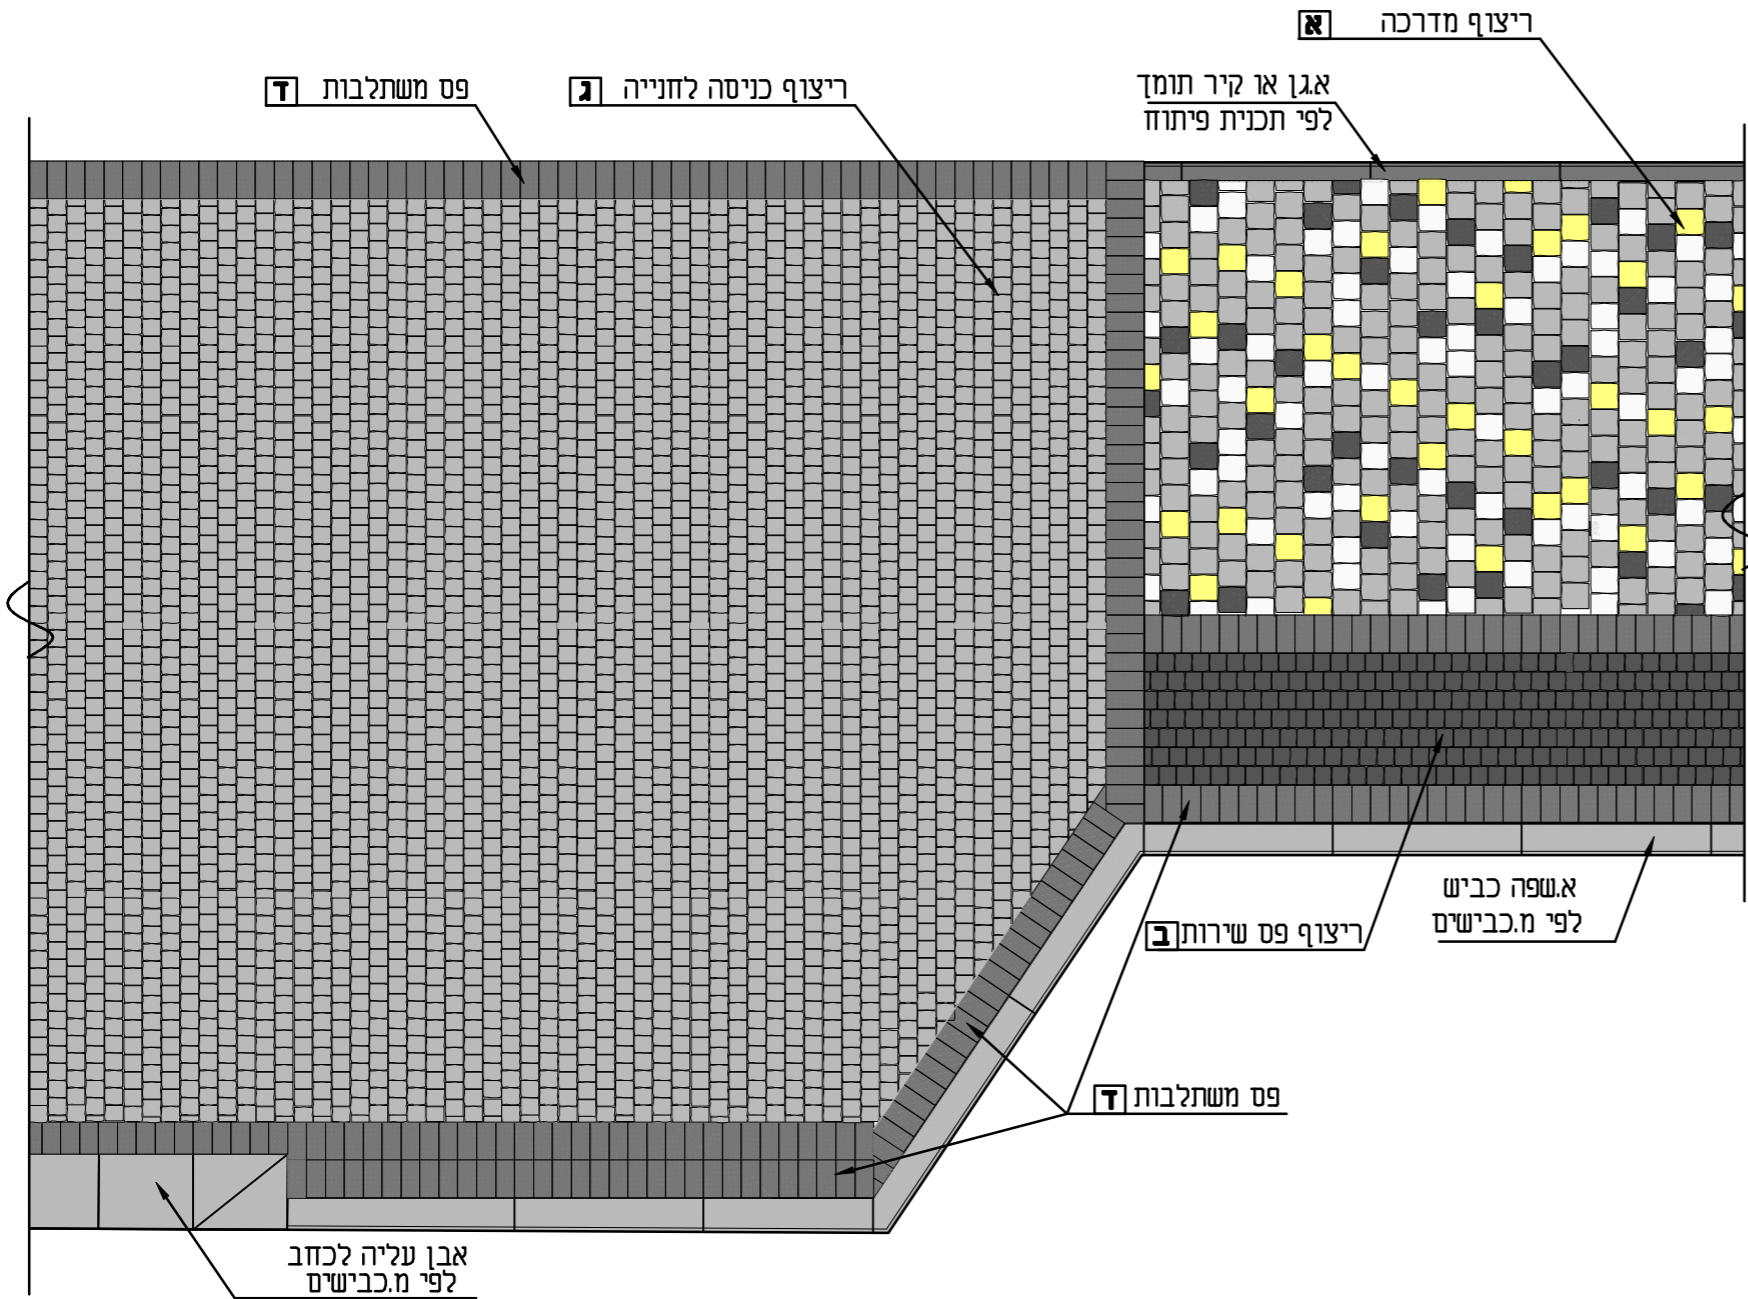 ריצוף מדרכה א
א.גן או קיר תומך
לפי תכנית פיתוח
ריצוף כניסה לחנייה ג
פס משתלבות ד
א.שפה כביש
לפי מ.כבישים
ריצוף פס שירות ב
פס משתלבות ד
אבן עליה לכחב
לפי מ.כבישים